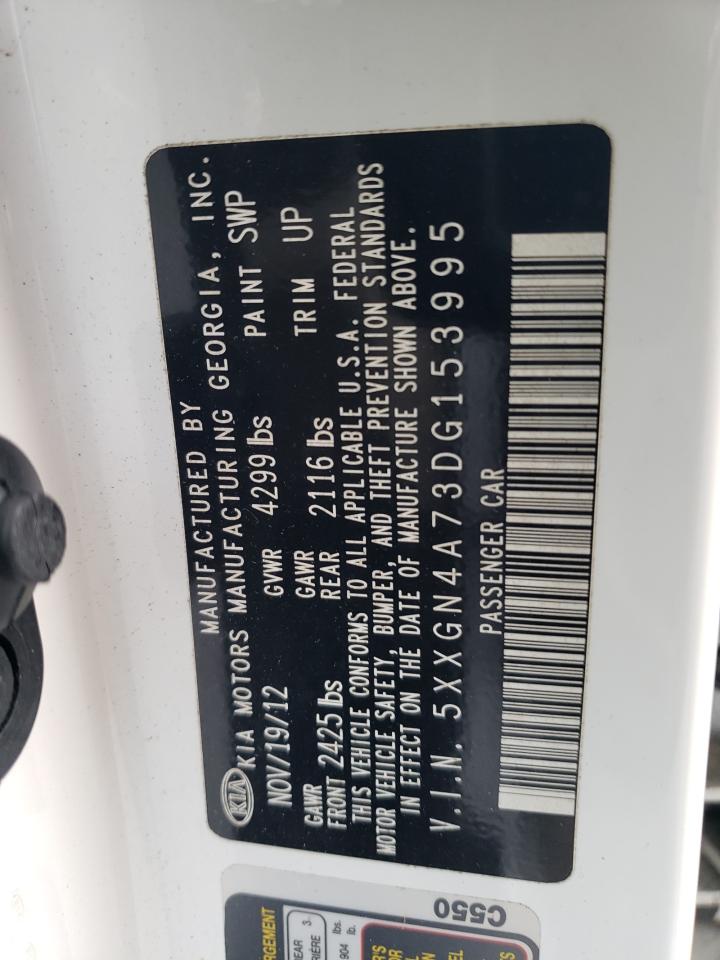 MANUFACTURED BY
KIA KIA MOTORS MANUFACTURING GEORGIA, INC.
NOV/19/12 GVWR 4299 lbs PAINT SWP
GAWR GAWR
FRONT 2425 lbs REAR 2116 lbs TRIM UP
THIS VEHICLE CONFORMS TO ALL APPLICABLE U.S.A. FEDERAL
MOTOR VEHICLE SAFETY, BUMPER, AND THEFT PREVENTION STANDARDS
IN EFFECT ON THE DATE OF MANUFACTURE SHOWN ABOVE.
V.I.N. 5XXGN4A73DG153995
PASSENGER CAR
C550